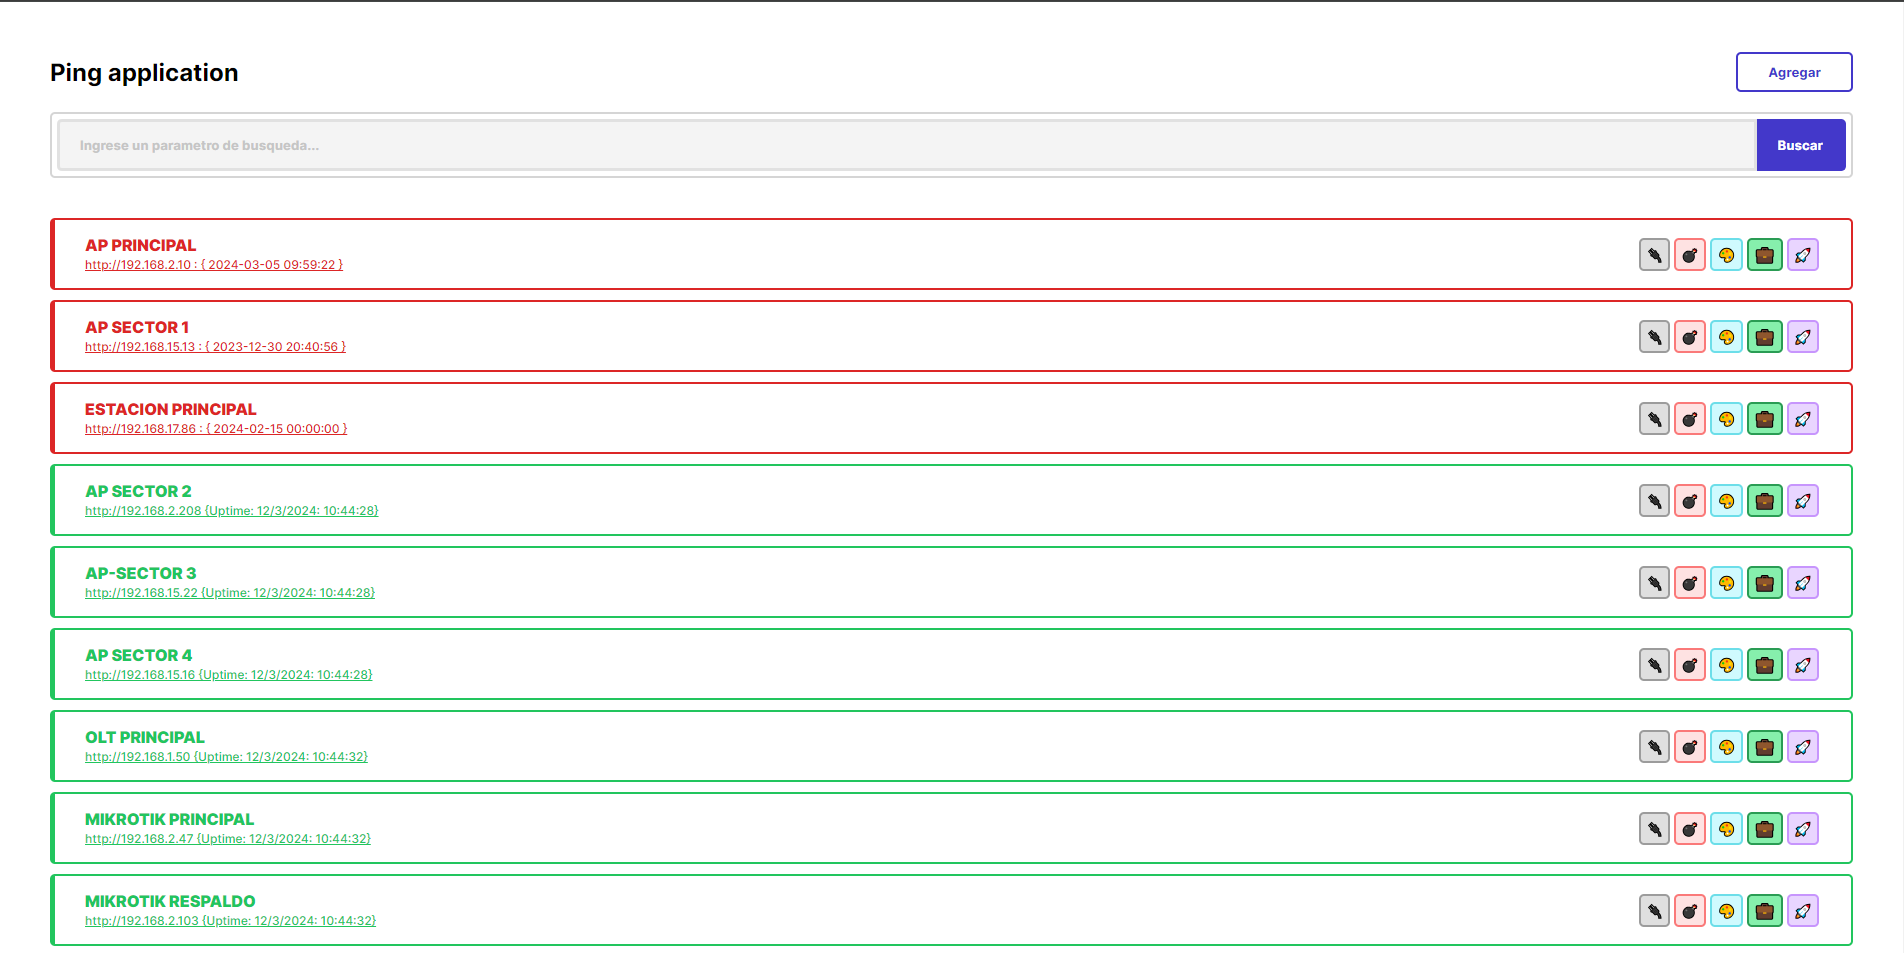 Ping application
Agregar
Ingrese un parametro de busqueda...
Buscar
AP PRINCIPAL
http://192.168.2.10 : { 2024-03-05 09:59:22 }
AP SECTOR 1
http://192.168.15.13 : { 2023-12-30 20:40:56 }
ESTACION PRINCIPAL
http://192.168.17.86 : { 2024-02-15 00:00:00 }
AP SECTOR 2
http://192.168.2.208 {Uptime: 12/3/2024: 10:44:28}
AP-SECTOR 3
http://192.168.15.22 {Uptime: 12/3/2024: 10:44:28}
AP SECTOR 4
http://192.168.15.16 {Uptime: 12/3/2024: 10:44:28}
OLT PRINCIPAL
http://192.168.1.50 {Uptime: 12/3/2024: 10:44:32}
MIKROTIK PRINCIPAL
http://192.168.2.47 {Uptime: 12/3/2024: 10:44:32}
MIKROTIK RESPALDO
http://192.168.2.103 {Uptime: 12/3/2024: 10:44:32}